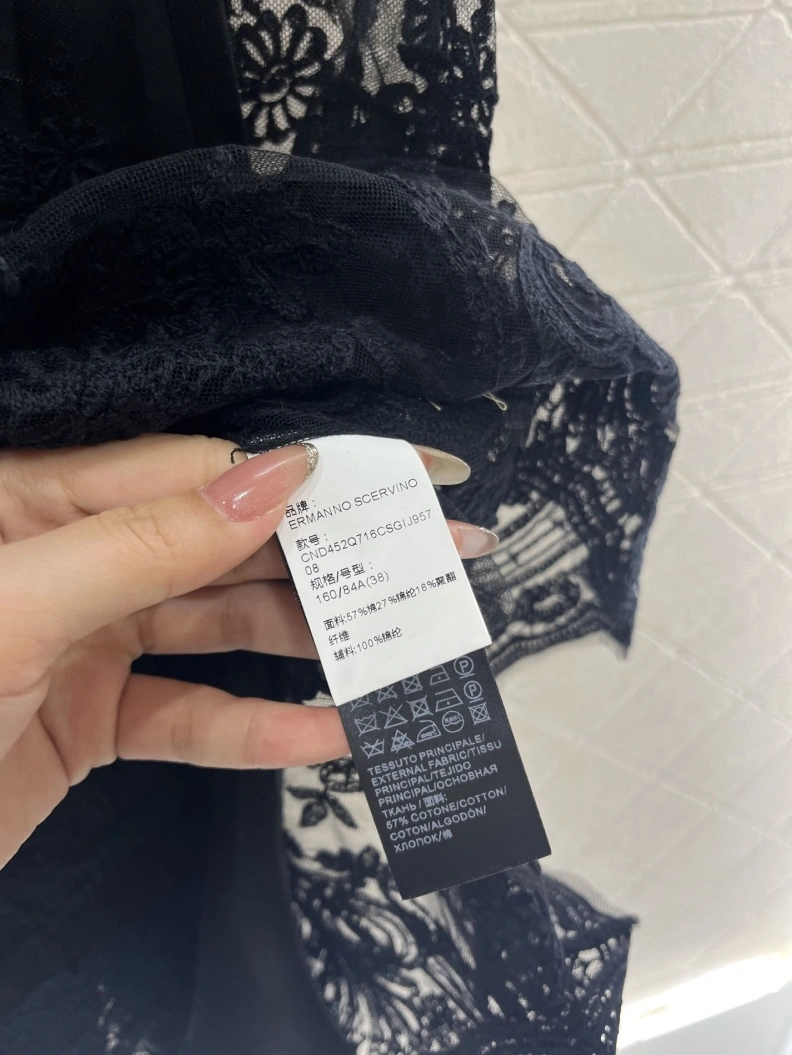 品牌：
ERMANNO SCERVINO
款号：
CND452Q716CSGIJ957
08
规格/号型：
160/84A(38)
面料:57%棉27%锦纶16%聚酯
纤维
辅料:100%锦纶
P
P
TESSUTO PRINCIPALE/
EXTERNAL FABRIC/TISSU
PRINCIPAL/TEJIDO
PRINCIPAL/ОСНОВНАЯ
ТКАНЬ / 面料:
57% COTONE/COTTON/
COTON/ALGODÓN/
ХЛОПОК/棉